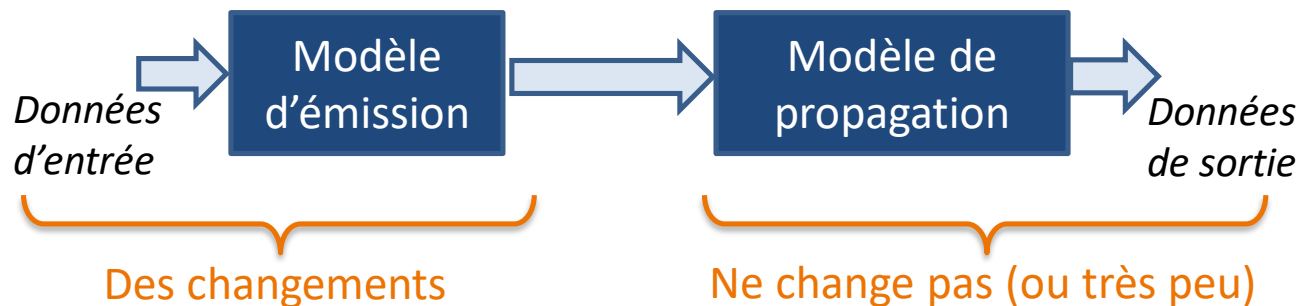 Données
d'entrée
Modèle
d'émission
Modèle de
propagation
Données
de sortie
Des changements
Ne change pas (ou très peu)